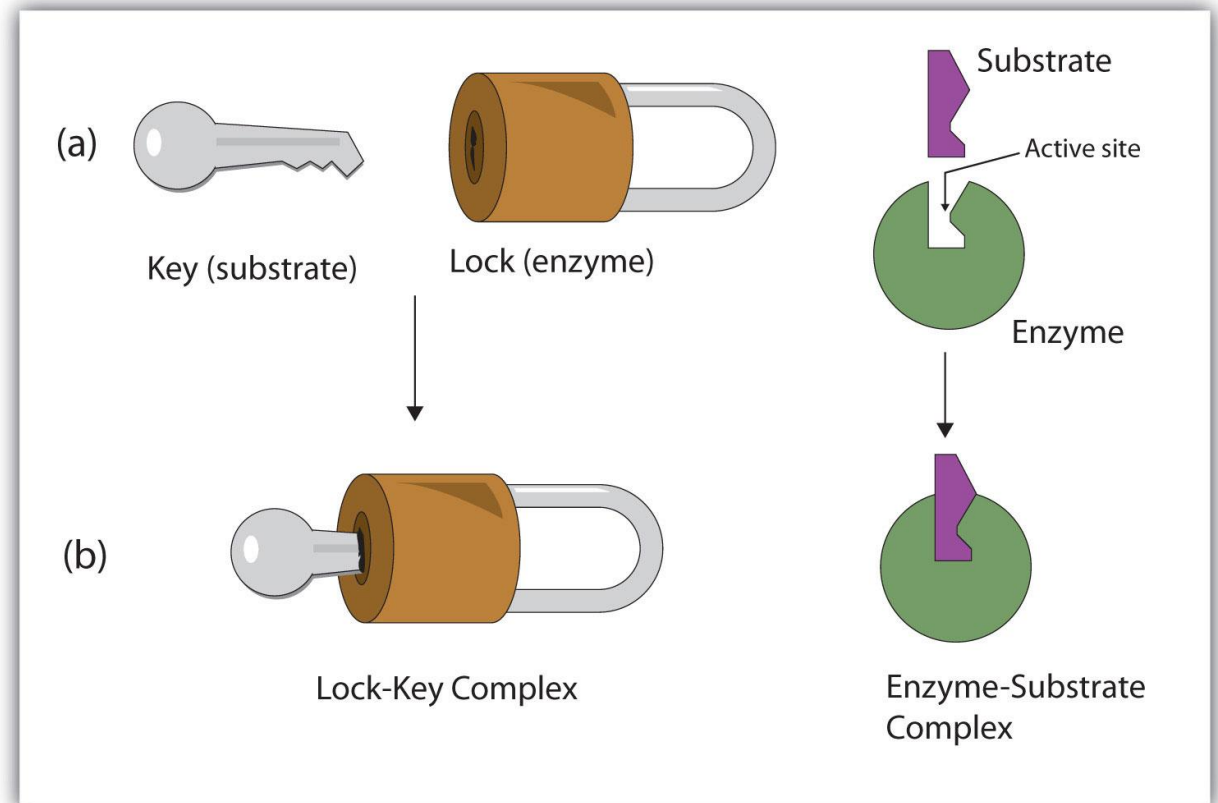 (a)
Key (substrate)
Lock (enzyme)
Substrate
Active site
Enzyme
(b)
Lock-Key Complex
Enzyme-Substrate
Complex